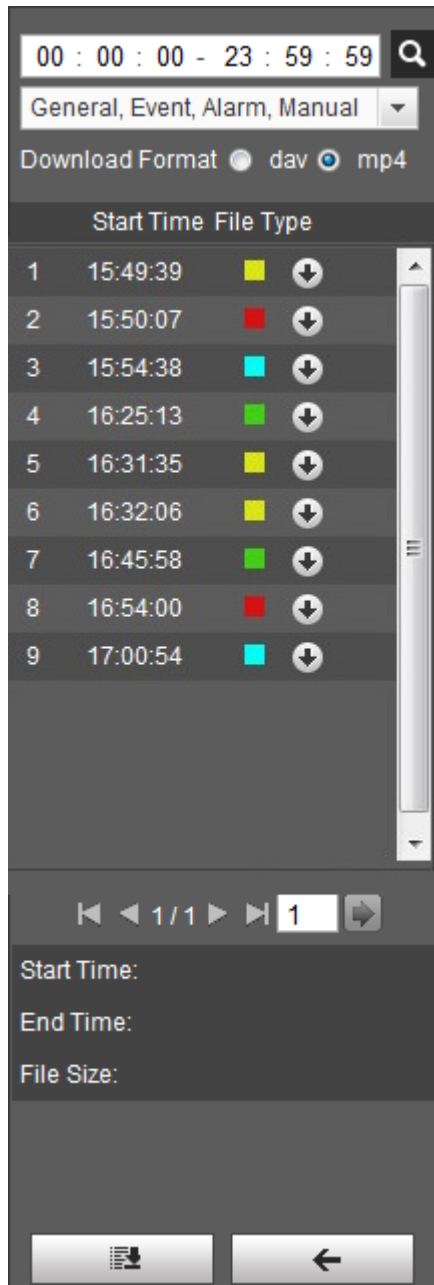 00 : 00 : 00 - 23 : 59 : 59
General, Event, Alarm, Manual
Download Format dav mp4
Start Time File Type
1 15:49:39
2 15:50:07
3 15:54:38
4 16:25:13
5 16:31:35
6 16:32:06
7 16:45:58
8 16:54:00
9 17:00:54
1 / 1 1
Start Time:
End Time:
File Size: